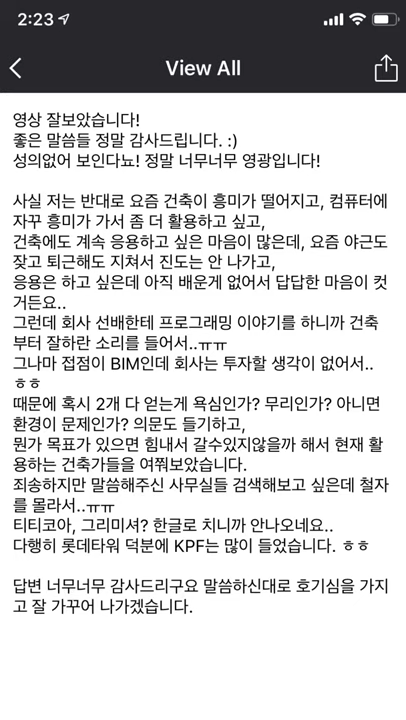 2:23
View All
영상 잘보았습니다!
좋은 말씀들 정말 감사드립니다. :)
성의없어 보인다뇨! 정말 너무너무 영광입니다!
사실 저는 반대로 요즘 건축이 흥미가 떨어지고, 컴퓨터에
자꾸 흥미가 가서 좀 더 활용하고 싶고,
건축에도 계속 응용하고 싶은 마음이 많은데, 요즘 야근도
잦고 퇴근해도 지쳐서 진도는 안 나가고,
응용은 하고 싶은데 아직 배운게 없어서 답답한 마음이 컷
거든요..
그런데 회사 선배한테 프로그래밍 이야기를 하니까 건축
부터 잘하란 소리를 들어서..ㅠㅠ
그나마 접점이 BIM인데 회사는 투자할 생각이 없어서..
ㅎㅎ
때문에 혹시 2개 다 얻는게 욕심인가? 무리인가? 아니면
환경이 문제인가? 의문도 들기하고,
뭔가 목표가 있으면 힘내서 갈수있지않을까 해서 현재 활
용하는 건축가들을 여쭤보았습니다.
죄송하지만 말씀해주신 사무실들 검색해보고 싶은데 철자
를 몰라서..ㅠㅠ
티티코아, 그리미셔? 한글로 치니까 안나오네요..
다행히 롯데타워 덕분에 KPF는 많이 들었습니다. ㅎㅎ
답변 너무너무 감사드리구요 말씀하신대로 호기심을 가지
고 잘 가꾸어 나가겠습니다.